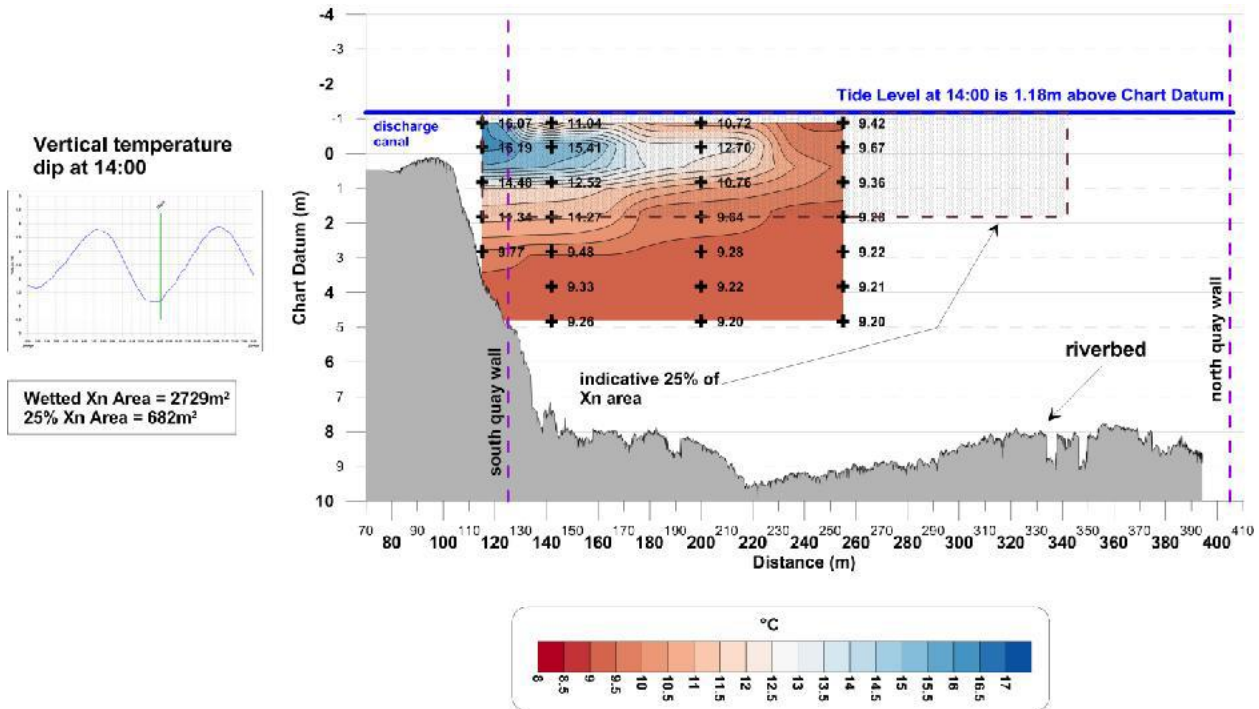 Tide Level at 14:00 is 1.18m above Chart Datum
discharge
canal
Vertical temperature
dip at 14:00
Wetted Xn Area = 2729m²
25% Xn Area = 682m²
Chart Datum (m)
-4
-3
-2
-1
0
1
2
3
4
5
6
7
8
9
10
16.07 11.04 10.72 9.42
16.19 15.41 12.70 9.67
14.48 12.52 10.76 9.36
11.34 11.27 9.64
9.77 9.48 9.28 9.22
9.33 9.22 9.21
9.26 9.20 9.20
indicative 25% of
Xn area
riverbed
south quay wall
north quay wall
70 90 110 130 150 170 190 210 230 250 270 290 310 330 350 370 390 410
80 100 120 140 160 180 200 220 240 260 280 300 320 340 360 380 400
Distance (m)
°C
8 8.5 9 9.5 10 10.5 11 11.5 12 12.5 13 13.5 14 14.5 15 15.5 16 16.5 17